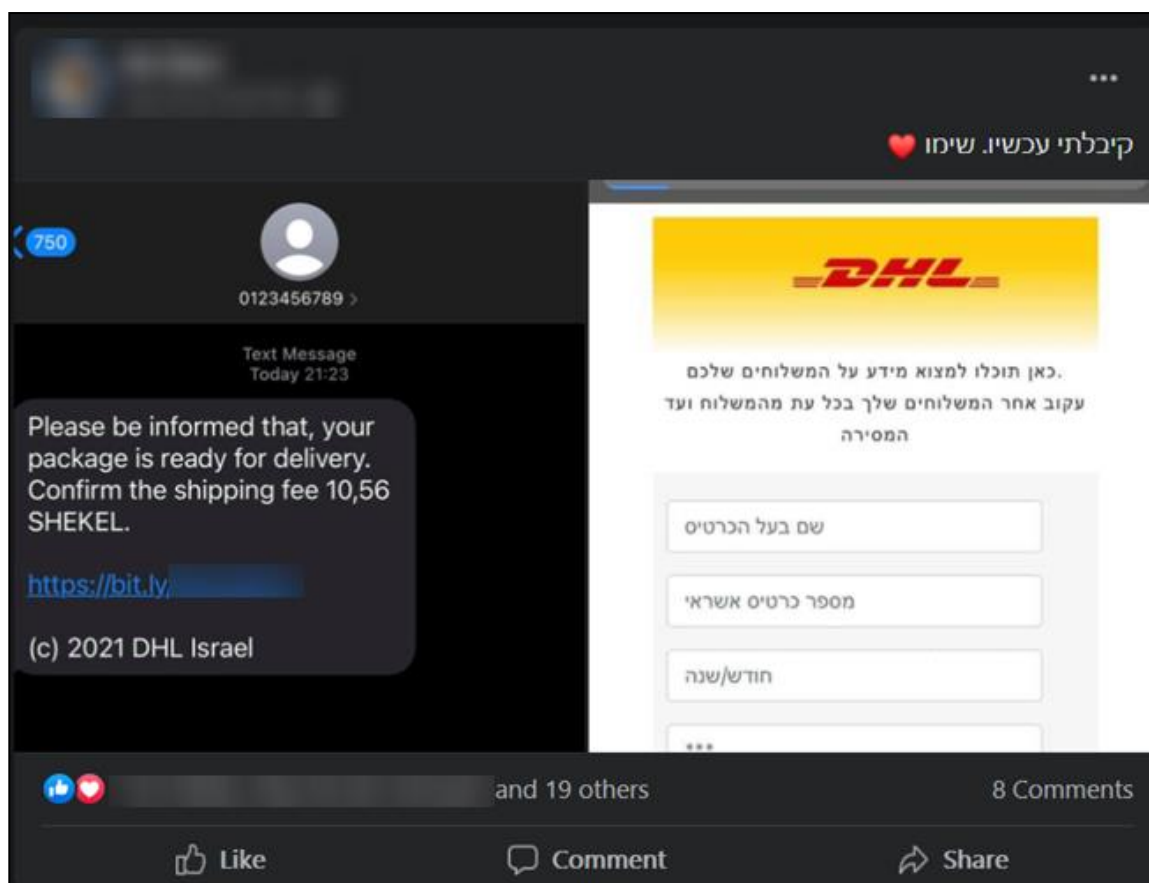 קיבלתי עכשיו. שימו ❤️
750
0123456789 >
Text Message
Today 21:23
Please be informed that, your
package is ready for delivery.
Confirm the shipping fee 10,56
SHEKEL.
https://bit.ly/
(c) 2021 DHL Israel
DHL
.כאן תוכלו למצוא מידע על המשלוחים שלכם
עקוב אחר המשלוחים שלך בכל עת מהמשלוח ועד
המסירה
שם בעל הכרטיס
מספר כרטיס אשראי
חודש/שנה
***
and 19 others
8 Comments
Like
Comment
Share